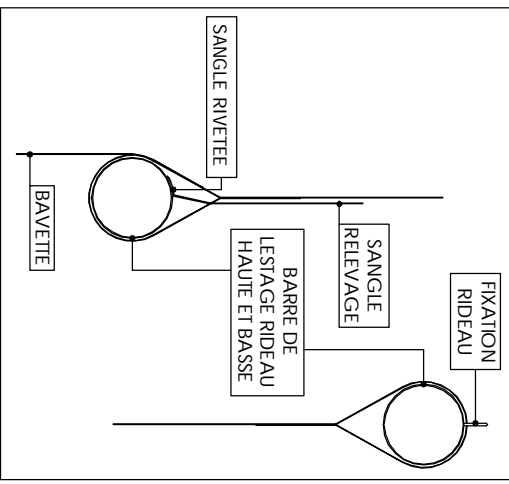 SANGLE RIVETEE
BAVETTE
SANGLE
RELEVAGE
BARRE DE
LESTAGE RIDEAU
HAUTE ET BASSE
FIXATION
RIDEAU